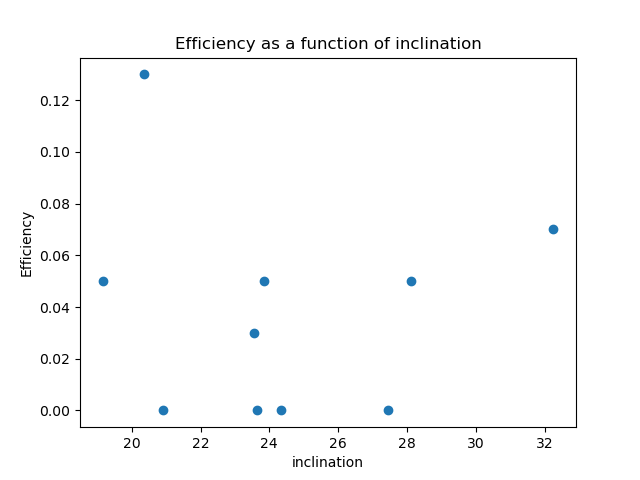 Efficiency as a function of inclination
0.12
0.10
0.08
0.06
0.04
0.02
0.00
Efficiency
20 22 24 26 28 30 32
inclination